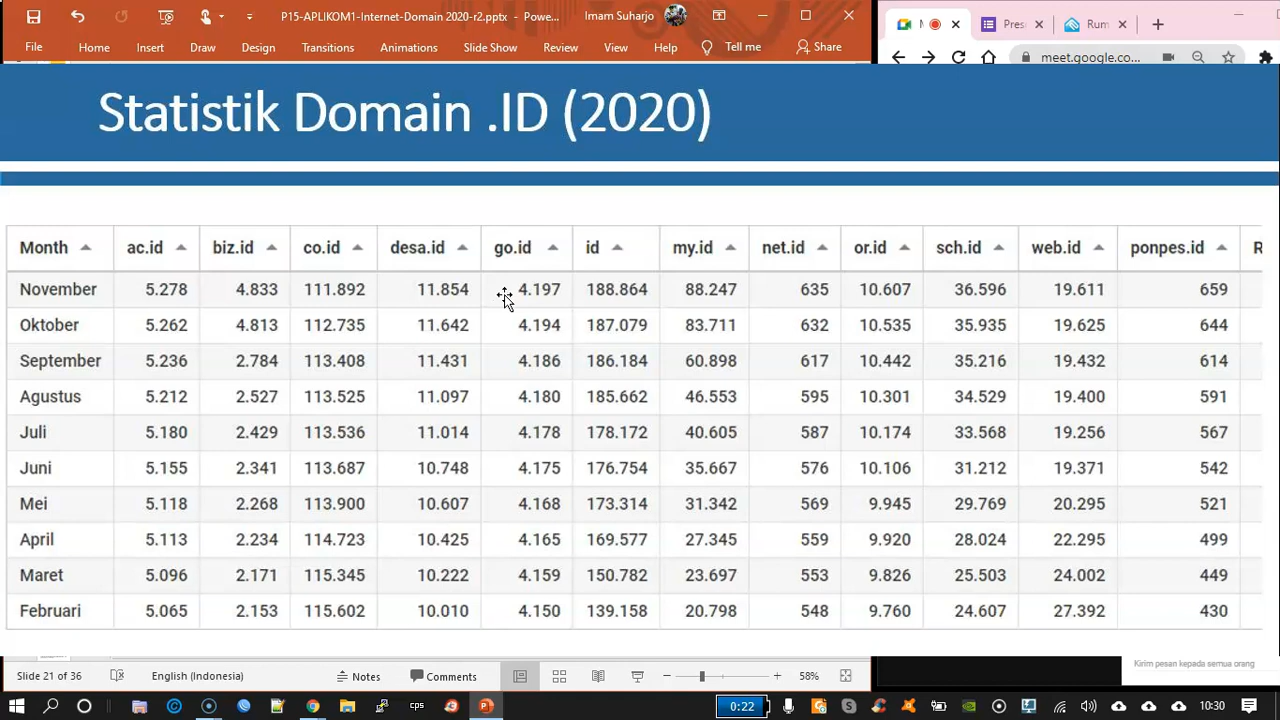 P15-APLIKOM1-Internet-Domain 2020-r2.pptx - Powe... Imam Suharjo
File Home Insert Draw Design Transitions Animations Slide Show Review View Help Tell me Share
Pres Rum
meet.google.co...
Statistik Domain .ID (2020)
Month ac.id biz.id co.id desa.id go.id id my.id net.id or.id sch.id web.id ponpes.id R
November 5.278 4.833 111.892 11.854 4.197 188.864 88.247 635 10.607 36.596 19.611 659
Oktober 5.262 4.813 112.735 11.642 4.194 187.079 83.711 632 10.535 35.935 19.625 644
September 5.236 2.784 113.408 11.431 4.186 186.184 60.898 617 10.442 35.216 19.432 614
Agustus 5.212 2.527 113.525 11.097 4.180 185.662 46.553 595 10.301 34.529 19.400 591
Juli 5.180 2.429 113.536 11.014 4.178 178.172 40.605 587 10.174 33.568 19.256 567
Juni 5.155 2.341 113.687 10.748 4.175 176.754 35.667 576 10.106 31.212 19.371 542
Mei 5.118 2.268 113.900 10.607 4.168 173.314 31.342 569 9.945 29.769 20.295 521
April 5.113 2.234 114.723 10.425 4.165 169.577 27.345 559 9.920 28.024 22.295 499
Maret 5.096 2.171 115.345 10.222 4.159 150.782 23.697 553 9.826 25.503 24.002 449
Februari 5.065 2.153 115.602 10.010 4.150 139.158 20.798 548 9.760 24.607 27.392 430
Kirim pesan kepada semua orang
Slide 21 of 36 English (Indonesia) Notes Comments 58%
cps 0:22 10:30